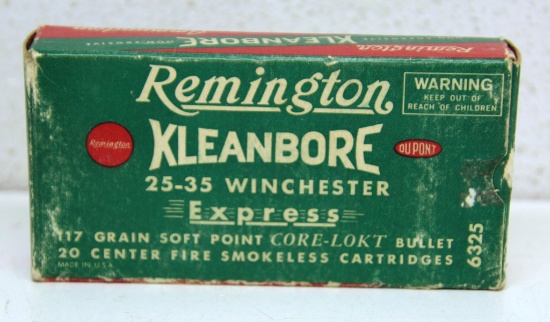 KLEANBORE
Remington
Remington
KLEANBORE
WARNING
KEEP OUT OF
REACH OF CHILDREN
Remington
DU PONT
25-35 WINCHESTER
Express
117 GRAIN SOFT POINT CORE-LOKT BULLET
20 CENTER FIRE SMOKELESS CARTRIDGES
MADE IN U.S.A.
6325